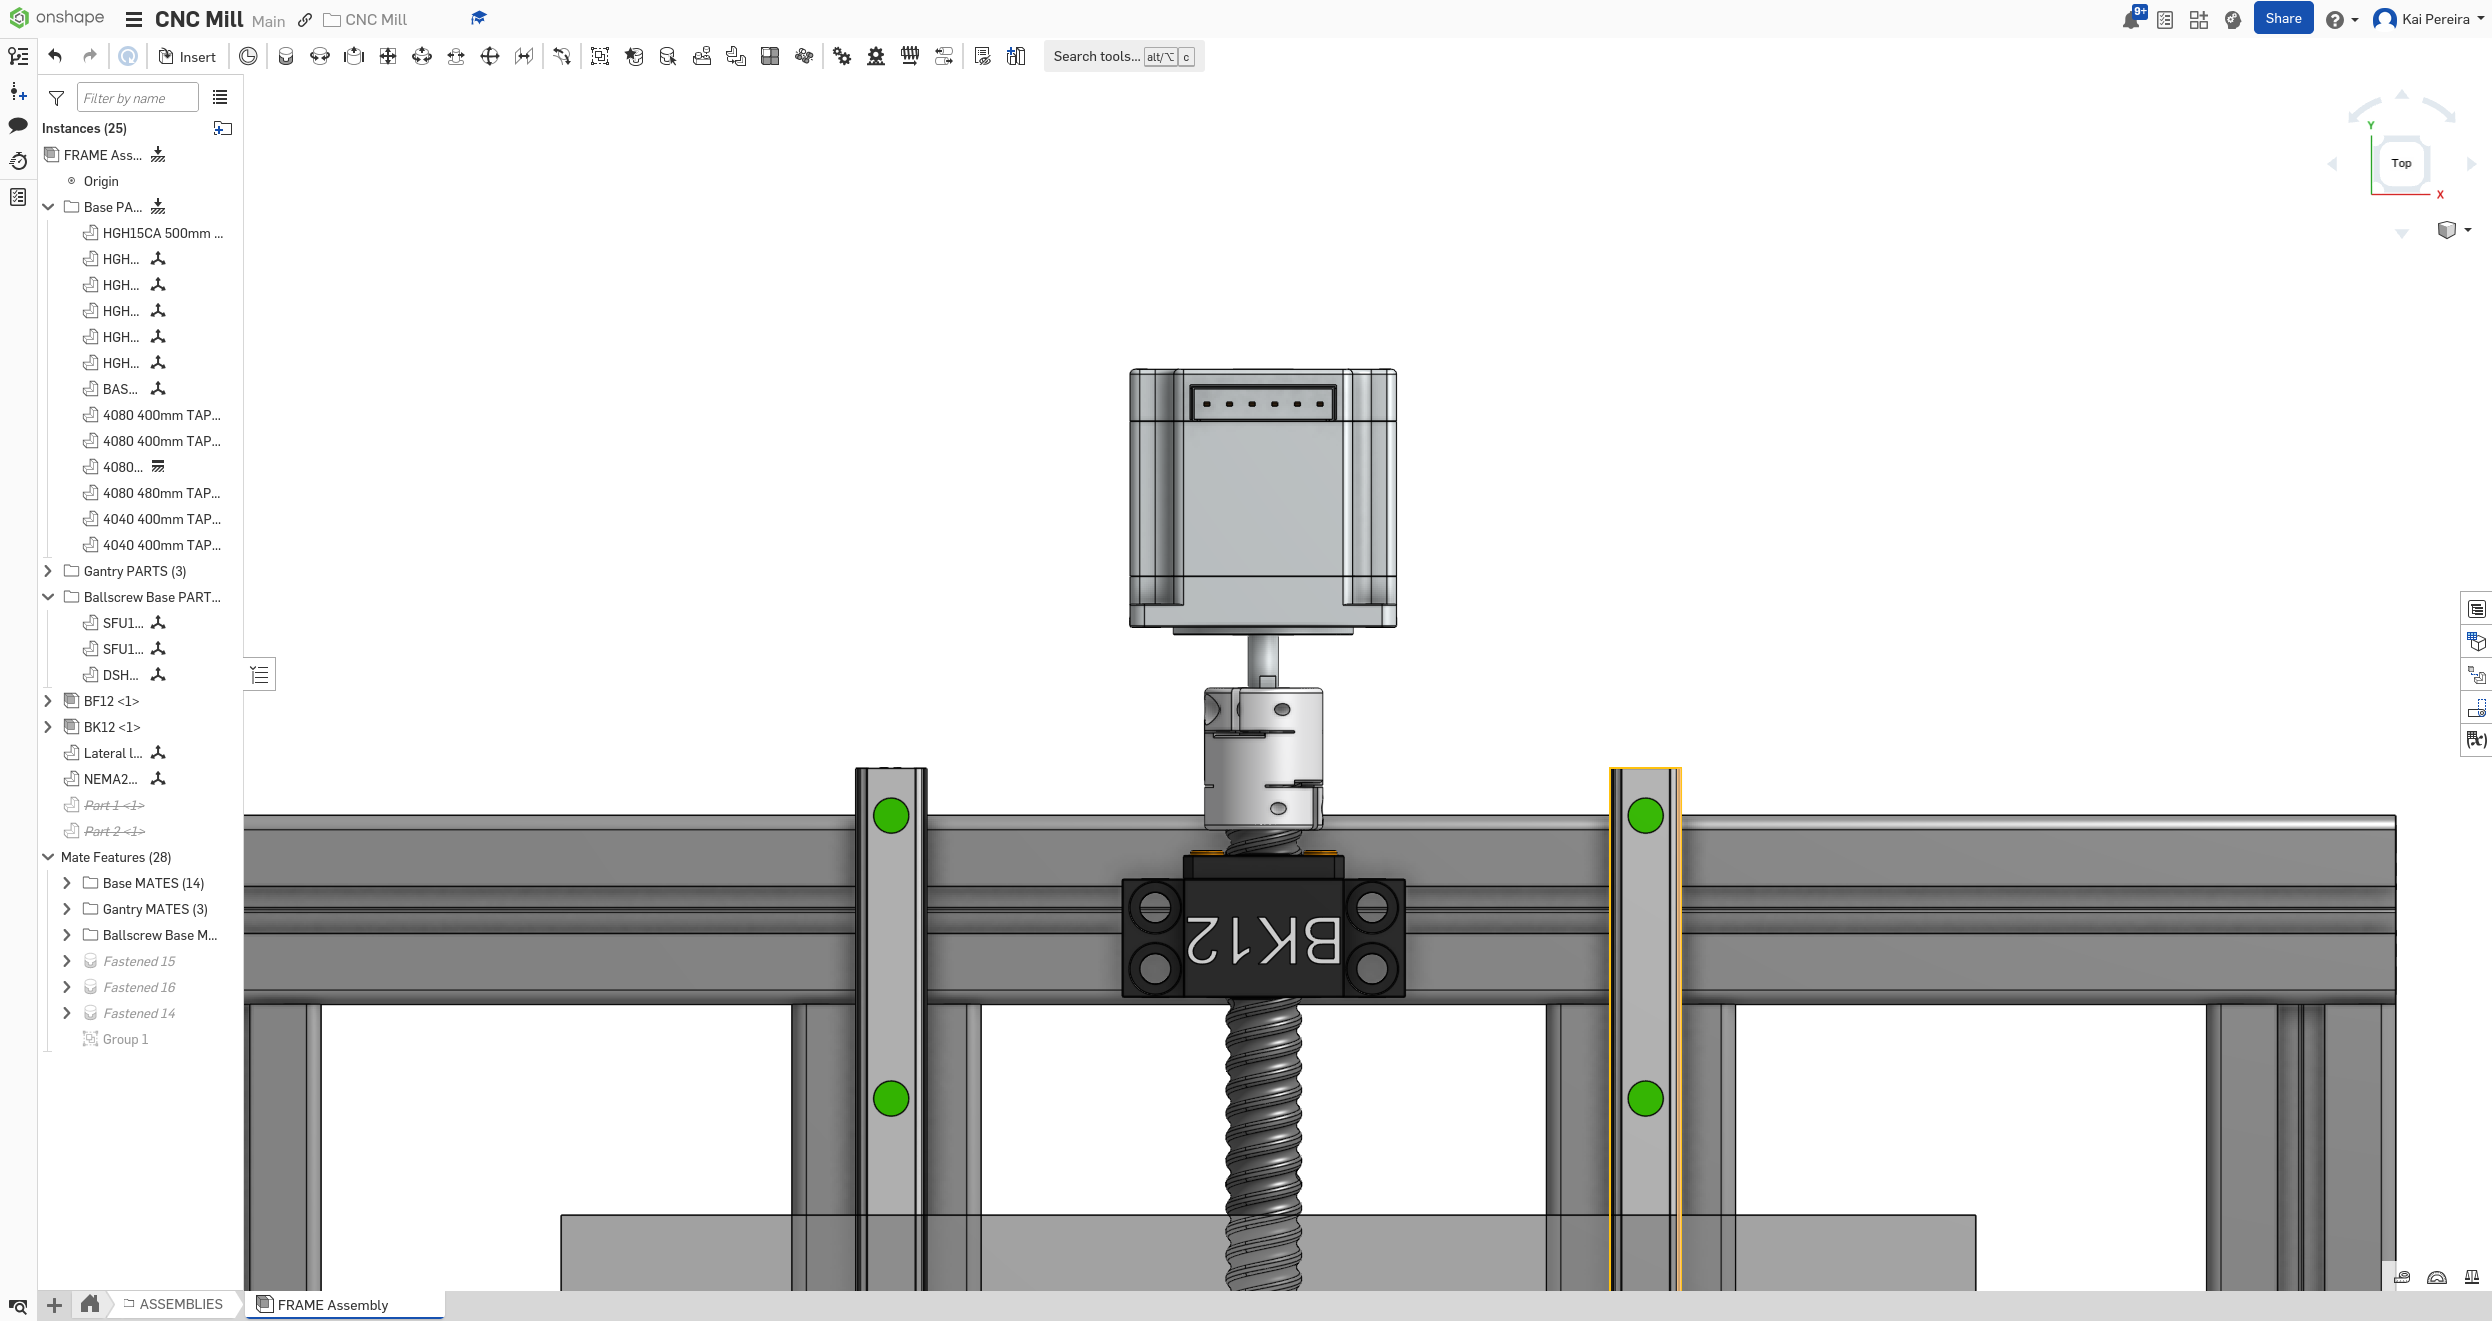 onshape CNC Mill Main CNC Mill 9+ Share Kai Pereira
Insert Search tools... alt/⌥ c
Filter by name
Instances (25)
FRAME Ass...
Origin
Base PA...
HGH15CA 500mm ...
HGH...
HGH...
HGH...
HGH...
HGH...
BAS...
4080 400mm TAP...
4080 400mm TAP...
4080...
4080 480mm TAP...
4040 400mm TAP...
4040 400mm TAP...
Gantry PARTS (3)
Ballscrew Base PART...
SFU1...
SFU1...
DSH...
BF12 <1>
BK12 <1>
Lateral l...
NEMA2...
Part 1 <1>
Part 2 <1>
Mate Features (28)
Base MATES (14)
Gantry MATES (3)
Ballscrew Base M...
Fastened 15
Fastened 16
Fastened 14
Group 1
Y
Top
X
(x)
BK12
ASSEMBLIES FRAME Assembly